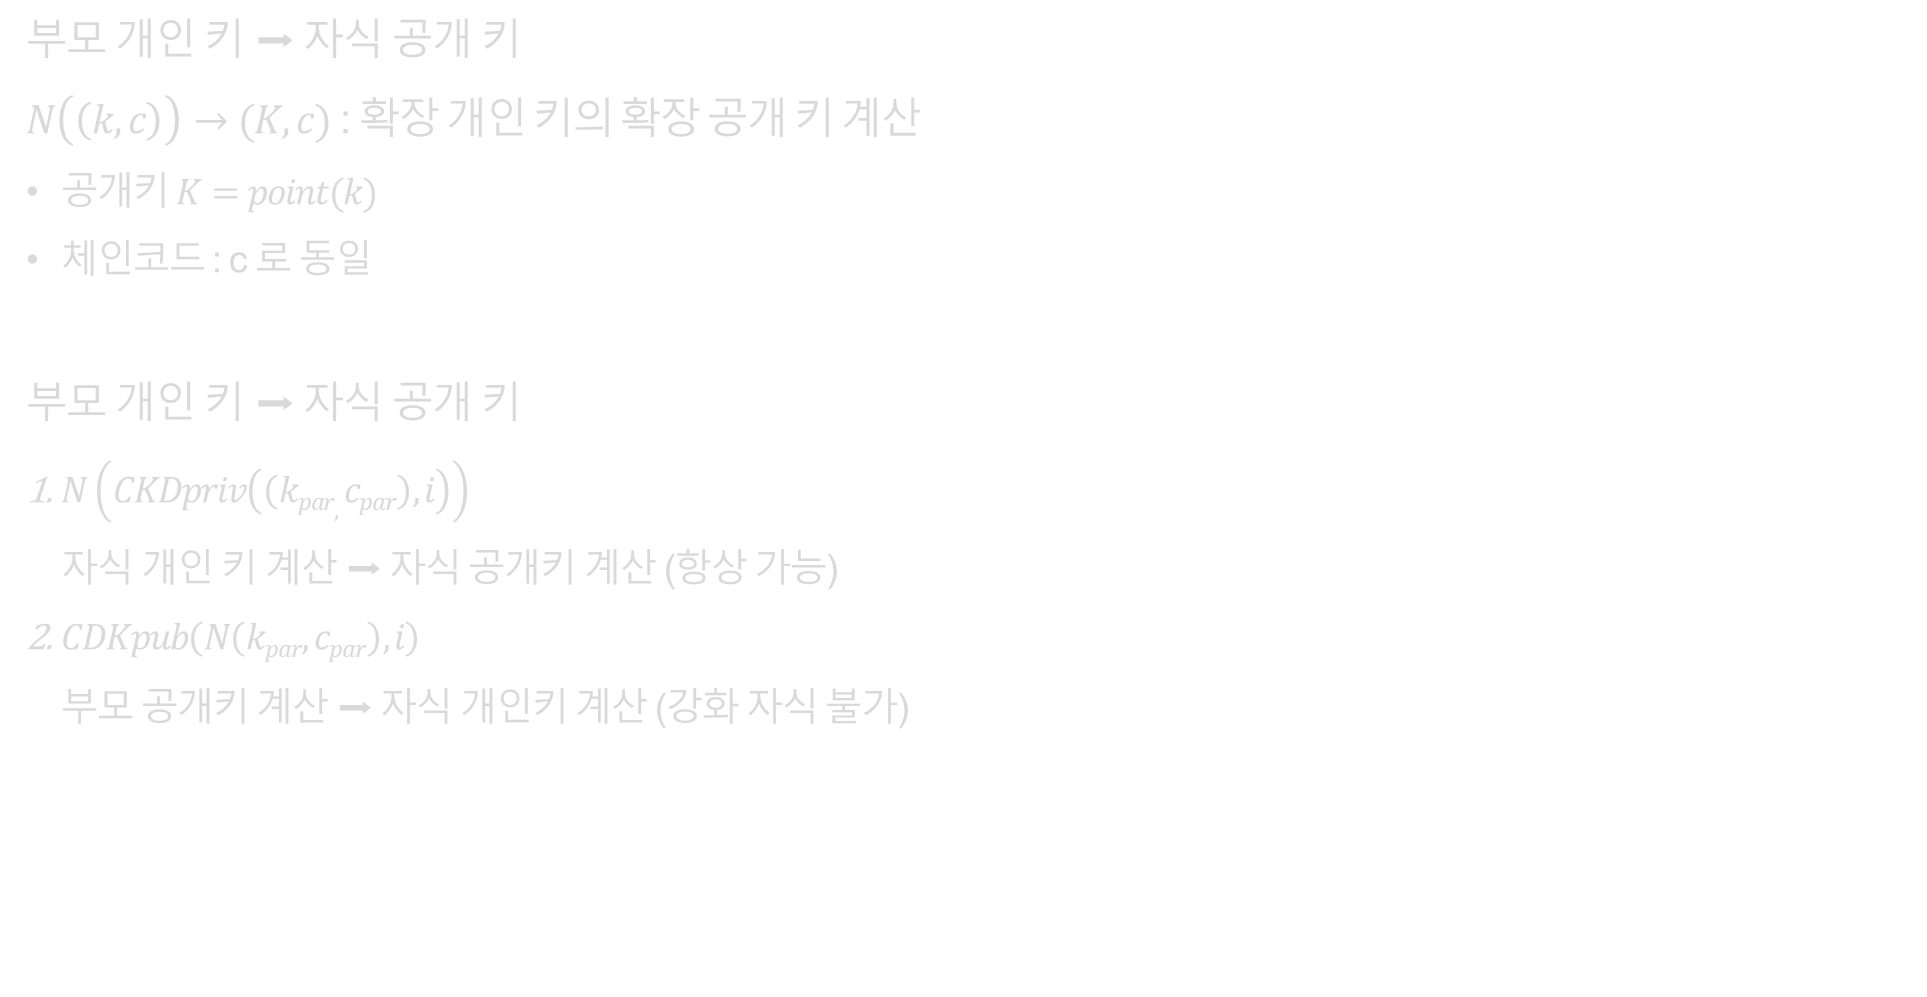 부모 개인 키 ➡ 자식 공개 키
N((k, c)) → (K, c) : 확장 개인 키의 확장 공개 키 계산
• 공개키 K = point(k)
• 체인코드 : c 로 동일
부모 개인 키 ➡ 자식 공개 키
1. N(CKDpriv((k_par, c_par), i))
자식 개인 키 계산 ➡ 자식 공개키 계산 (항상 가능)
2. CDKpub(N(k_par, c_par), i)
부모 공개키 계산 ➡ 자식 개인키 계산 (강화 자식 불가)